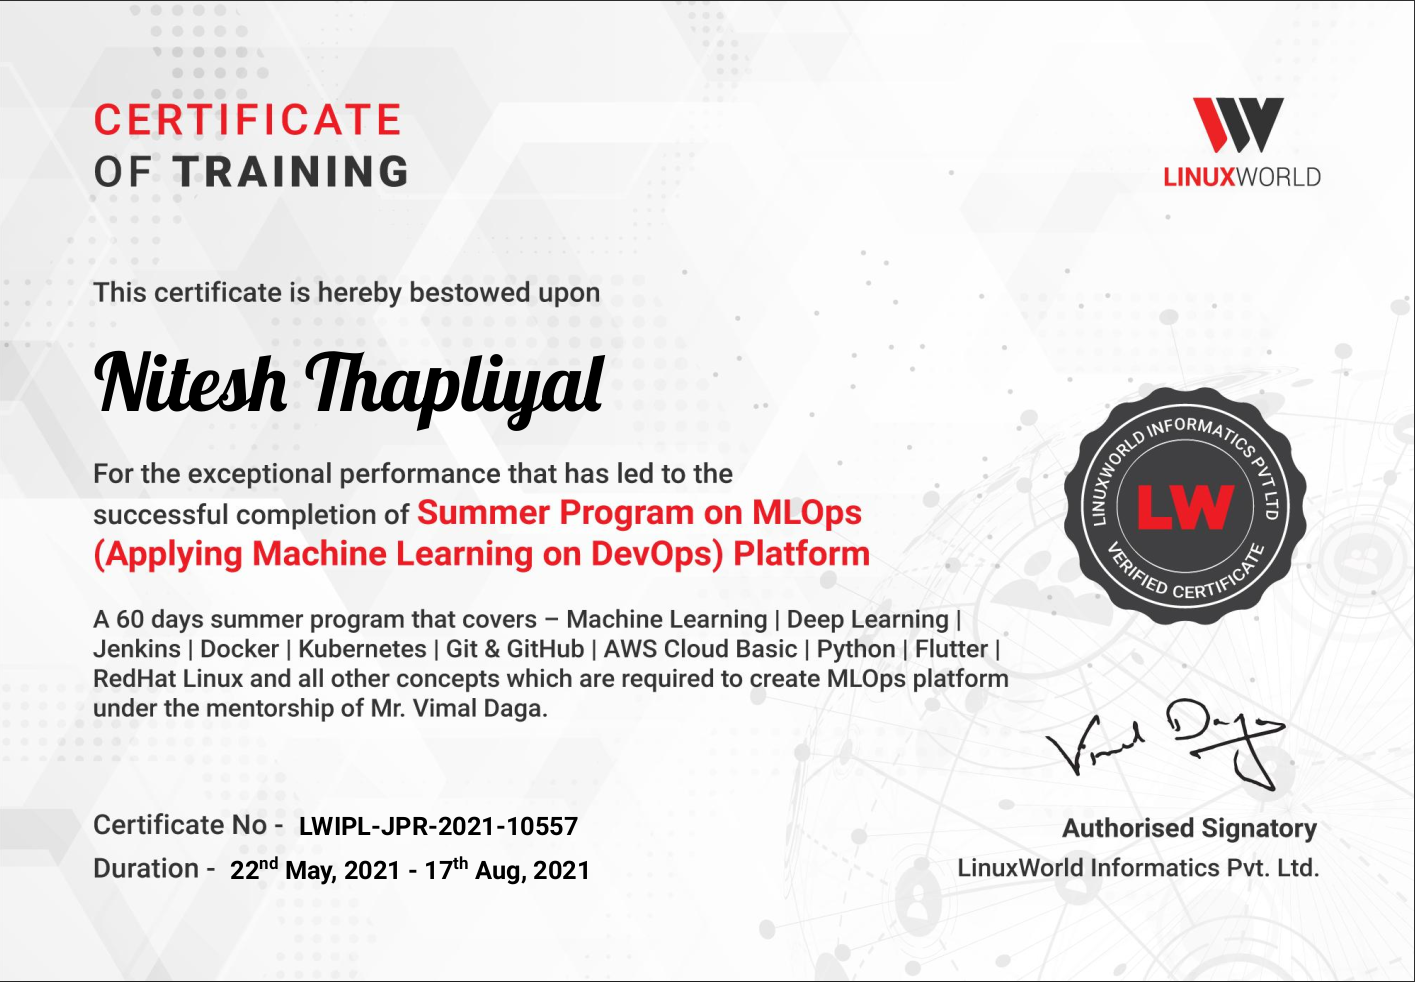 CERTIFICATE
OF TRAINING
LINUXWORLD
This certificate is hereby bestowed upon
Nitesh Thapliyal
For the exceptional performance that has led to the
successful completion of Summer Program on MLOps
(Applying Machine Learning on DevOps) Platform
LINUXWORLD INFORMATICS PVT LTD
LW
VERIFIED CERTIFICATE
A 60 days summer program that covers – Machine Learning | Deep Learning |
Jenkins | Docker | Kubernetes | Git & GitHub | AWS Cloud Basic | Python | Flutter |
RedHat Linux and all other concepts which are required to create MLOps platform
under the mentorship of Mr. Vimal Daga.
Vimal Daga
Certificate No - LWIPL-JPR-2021-10557
Duration - 22nd May, 2021 - 17th Aug, 2021
Authorised Signatory
LinuxWorld Informatics Pvt. Ltd.